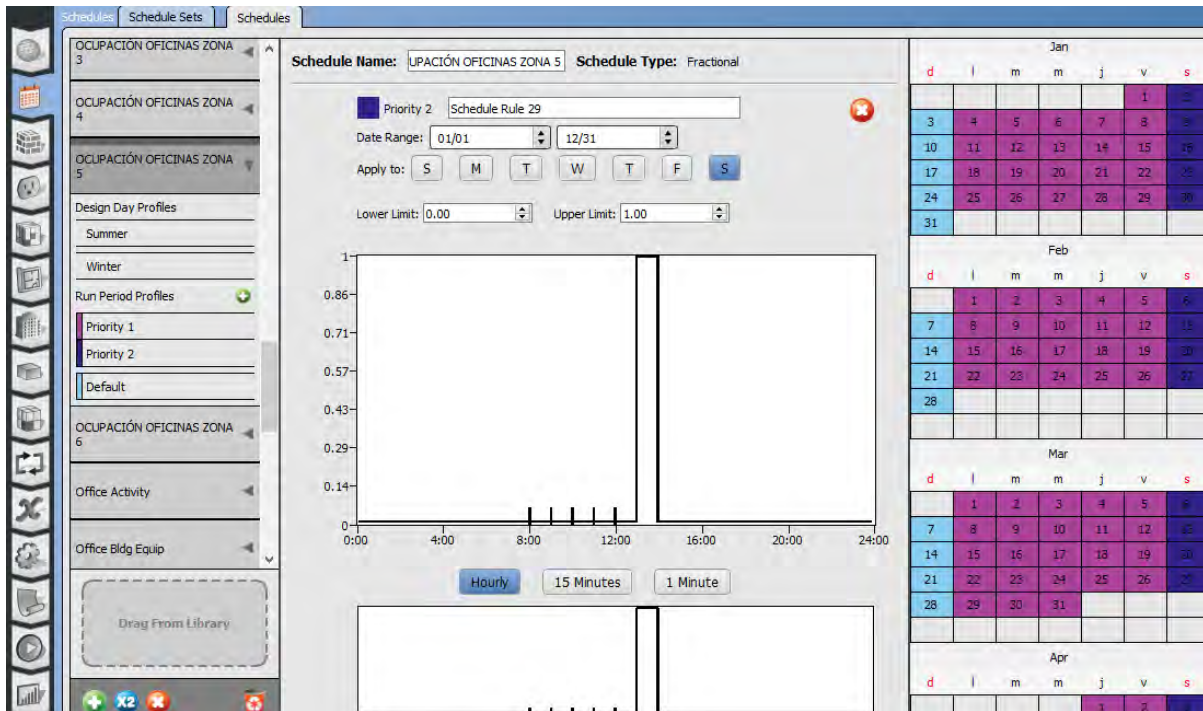 Schedules Schedule Sets Schedules
OCUPACIÓN OFICINAS ZONA
3
OCUPACIÓN OFICINAS ZONA
4
OCUPACIÓN OFICINAS ZONA
5
Design Day Profiles
Summer
Winter
Run Period Profiles
Priority 1
Priority 2
Default
OCUPACIÓN OFICINAS ZONA
6
Office Activity
Office Bldg Equip
Drag From Library
X2
Schedule Name: UPACIÓN OFICINAS ZONA 5 Schedule Type: Fractional
Priority 2 Schedule Rule 29
Date Range: 01/01 12/31
Apply to: S M T W T F S
Lower Limit: 0.00 Upper Limit: 1.00
1
0.86
0.71
0.57
0.43
0.29
0.14
0
0:00 4:00 8:00 12:00 16:00 20:00 24:00
Hourly 15 Minutes 1 Minute
Jan
d l m m j v s
1
3 4 5 6 7 8
10 11 12 13 14 15 16
17 18 19 20 21 22
24 25 26 27 28 29 30
31
Feb
d l m m j v s
1 2 3 4 5 6
7 8 9 10 11 12
14 15 16 17 18 19
21 22 23 24 25 26 27
28
Mar
d l m m j v s
1 2 3 4 5 6
7 8 9 10 11 12
14 15 16 17 18 19
21 22 23 24 25 26
28 29 30 31
Apr
d l m m j v s
1 2